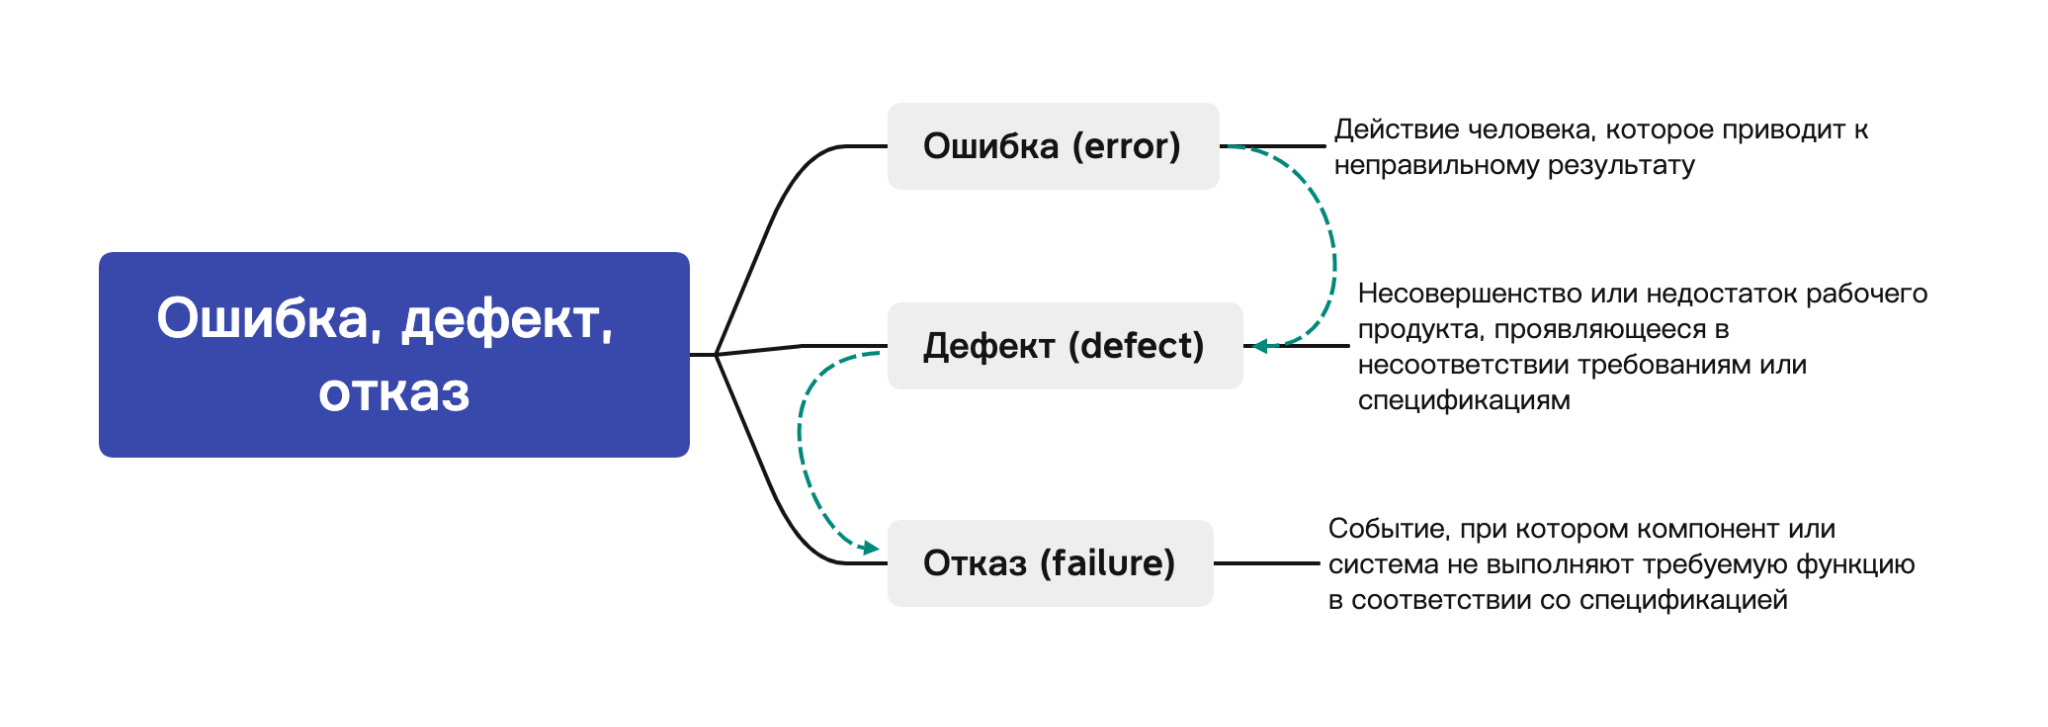 Ошибка, дефект,
отказ
Ошибка (error)
Действие человека, которое приводит к
неправильному результату
Дефект (defect)
Несовершенство или недостаток рабочего
продукта, проявляющееся в
несоответствии требованиям или
спецификациям
Отказ (failure)
Событие, при котором компонент или
система не выполняют требуемую функцию
в соответствии со спецификацией